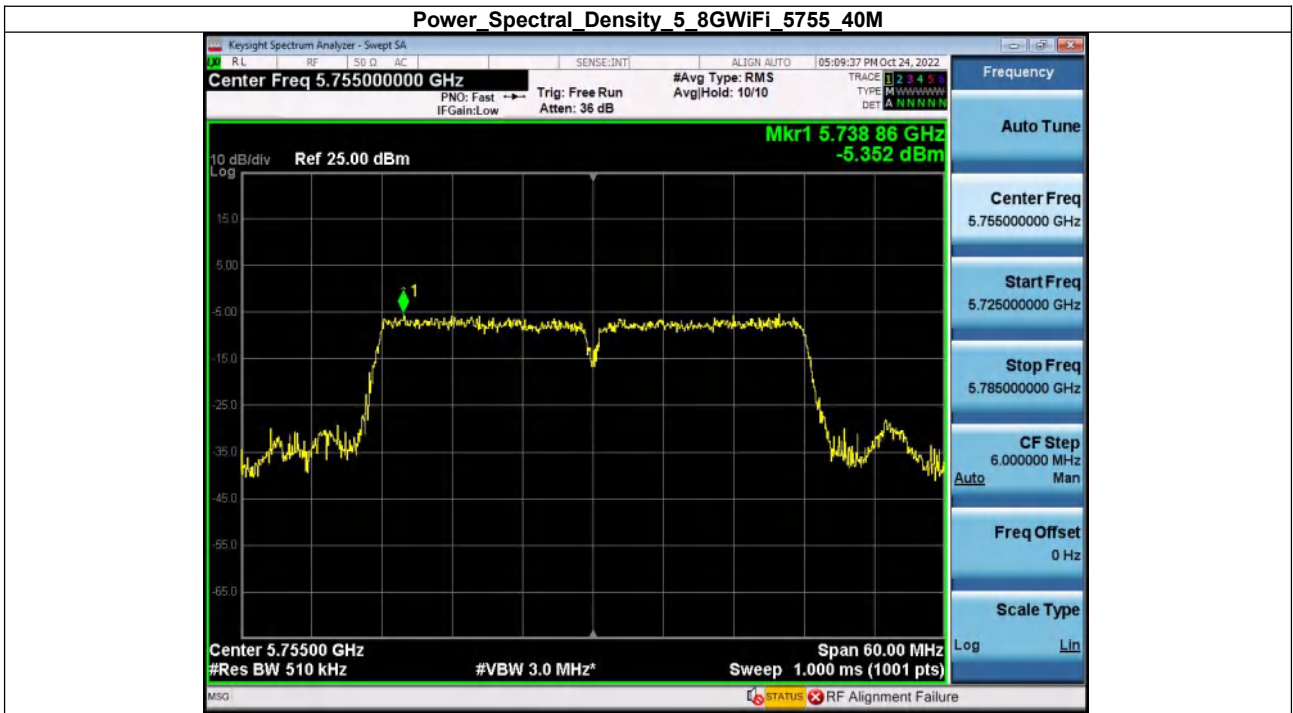 Power_Spectral_Density_5_8GWiFi_5755_40M
Keysight Spectrum Analyzer - Swept SA
RL RF 50 Ω AC SENSE:INT ALIGN AUTO 05:09:37 PM Oct 24, 2022
Center Freq 5.755000000 GHz
PNO: Fast
IFGain:Low
Trig: Free Run
Atten: 36 dB
#Avg Type: RMS
Avg|Hold: 10/10
TRACE 1 2 3 4 5 6
TYPE M W W W W W
DET A N N N N N
Mkr1 5.738 86 GHz
-5.352 dBm
10 dB/div Ref 25.00 dBm
Log
15.0
5.00
-5.00
-15.0
-25.0
-35.0
-45.0
-55.0
-65.0
1
Center 5.75500 GHz Span 60.00 MHz
#Res BW 510 kHz #VBW 3.0 MHz* Sweep 1.000 ms (1001 pts)
MSG STATUS RF Alignment Failure
Frequency
Auto Tune
Center Freq
5.755000000 GHz
Start Freq
5.725000000 GHz
Stop Freq
5.785000000 GHz
CF Step
6.000000 MHz
Auto Man
Freq Offset
0 Hz
Scale Type
Log Lin